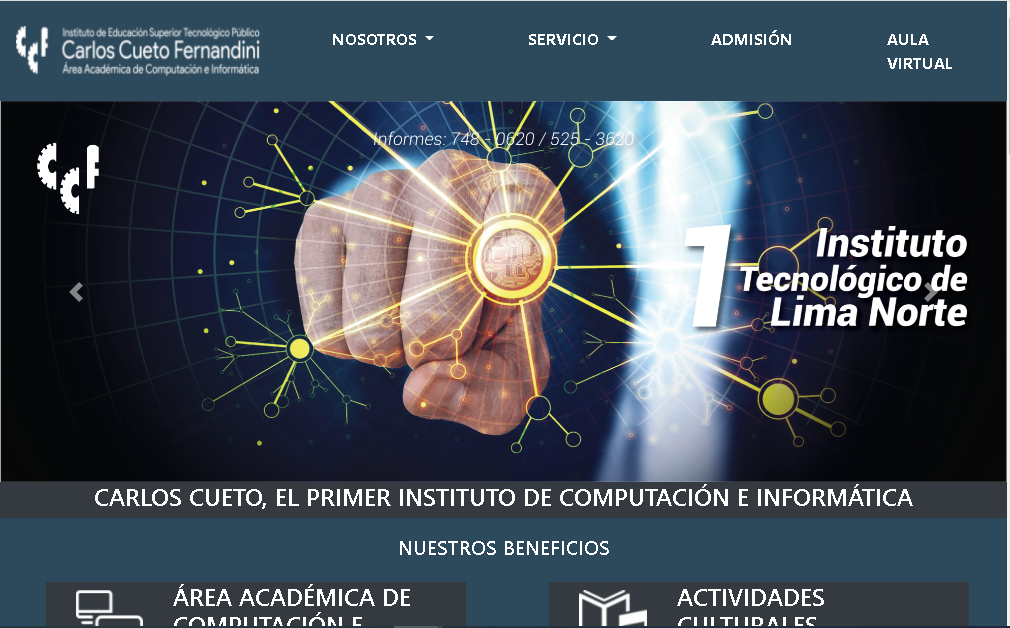 Instituto de Educación Superior Tecnológico Público
Carlos Cueto Fernandini
Área Académica de Computación e Informática
NOSOTROS
SERVICIO
ADMISIÓN
AULA
VIRTUAL
Informes: 748 - 0620 / 525 - 3620
1 Instituto
Tecnológico de
Lima Norte
CARLOS CUETO, EL PRIMER INSTITUTO DE COMPUTACIÓN E INFORMÁTICA
NUESTROS BENEFICIOS
ÁREA ACADÉMICA DE
COMPUTACIÓN E
ACTIVIDADES
CULTURALES